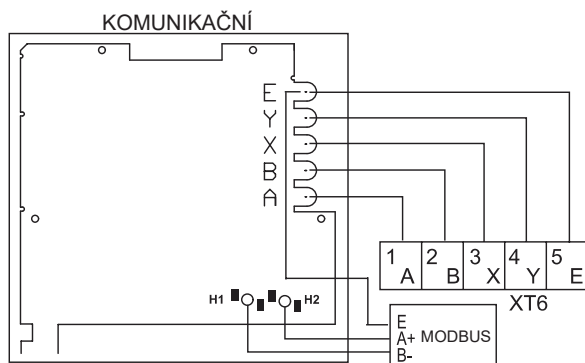 KOMUNIKAČNÍ
E
Y
X
B
A
1 A
2 B
3 X
4 Y
5 E
XT6
H1
H2
E
A+
B-
MODBUS